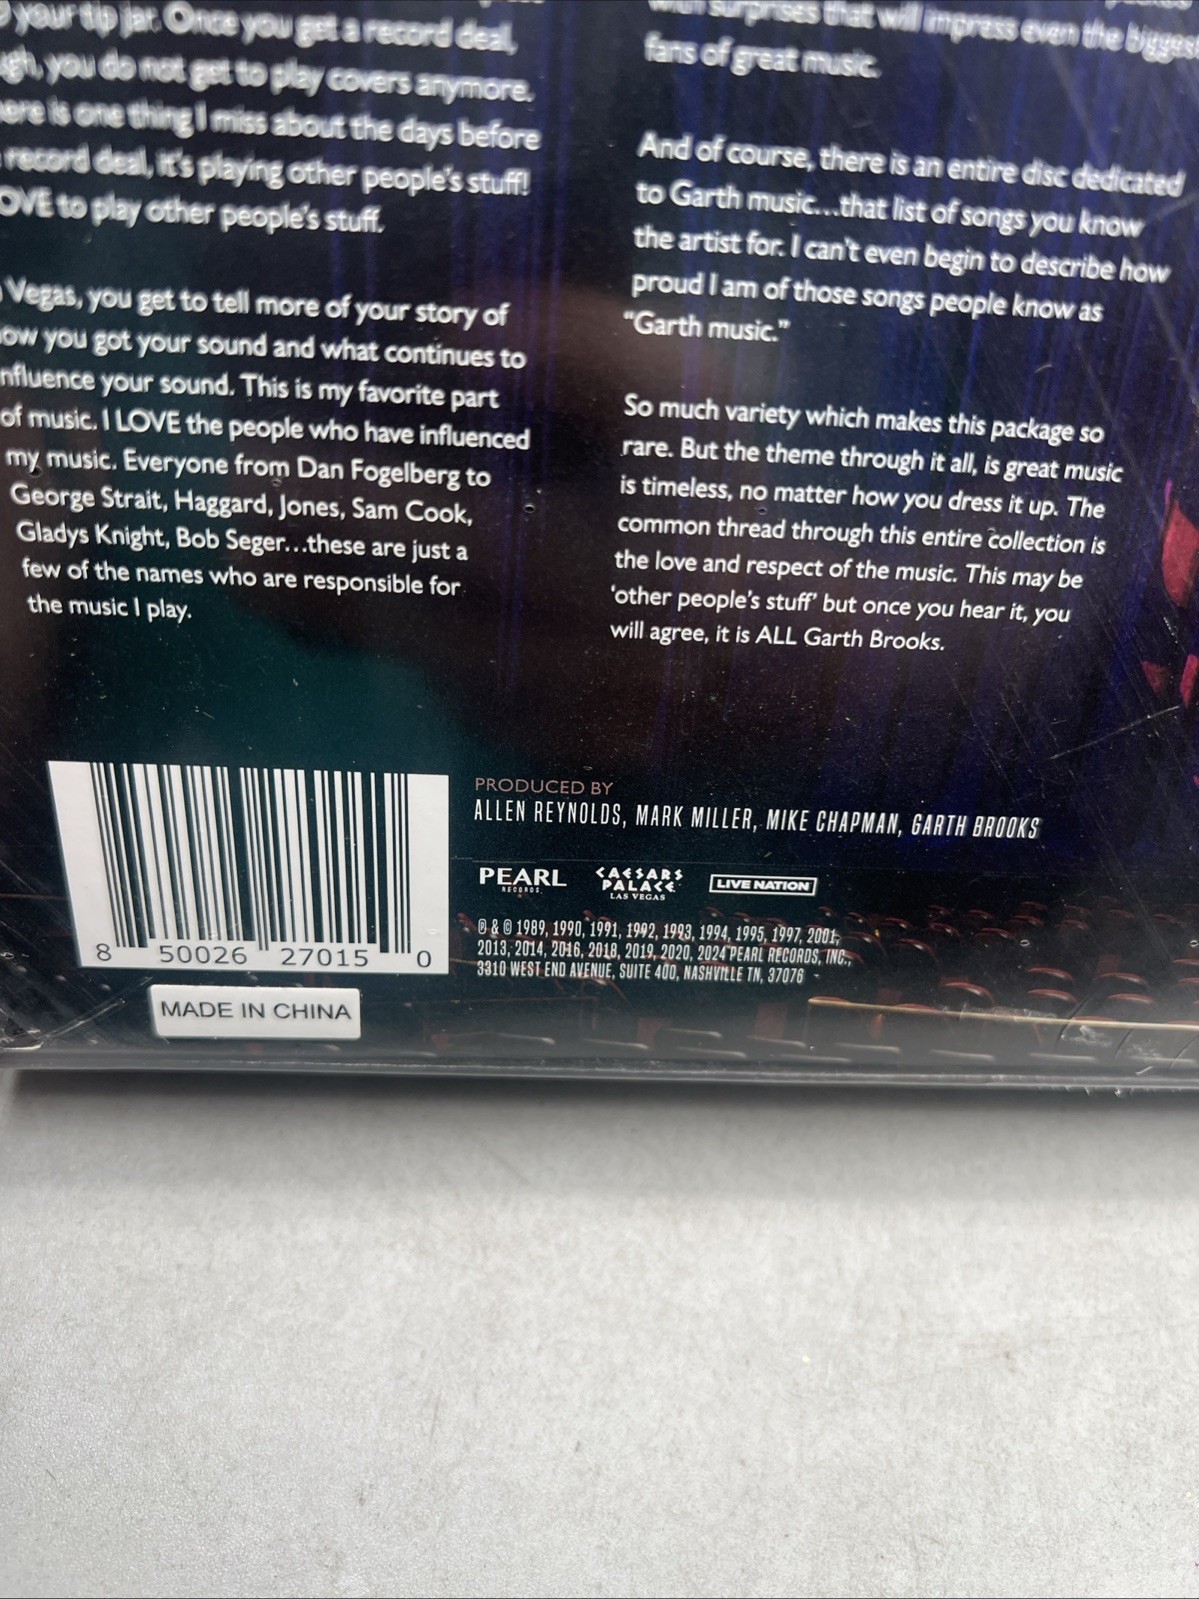 your tip jar. Once you get a record deal,
you do not get to play covers anymore.
is one thing I miss about the days before
record deal, it's playing other people's stuff!
OVE to play other people's stuff.
Vegas, you get to tell more of your story of
ow you got your sound and what continues to
nfluence your sound. This is my favorite part
of music. I LOVE the people who have influenced
my music. Everyone from Dan Fogelberg to
George Strait, Haggard, Jones, Sam Cook,
Gladys Knight, Bob Seger...these are just a
few of the names who are responsible for
the music I play.
with surprises that will impress even the biggest
fans of great music.
And of course, there is an entire disc dedicated
to Garth music...that list of songs you know
the artist for. I can't even begin to describe how
proud I am of those songs people know as
"Garth music."
So much variety which makes this package so
rare. But the theme through it all, is great music
is timeless, no matter how you dress it up. The
common thread through this entire collection is
the love and respect of the music. This may be
'other people's stuff' but once you hear it, you
will agree, it is ALL Garth Brooks.
PRODUCED BY
ALLEN REYNOLDS, MARK MILLER, MIKE CHAPMAN, GARTH BROOKS
PEARL
RECORDS.
CAESARS
PALACE
LAS VEGAS
LIVE NATION
℗ & © 1989, 1990, 1991, 1992, 1993, 1994, 1995, 1997, 2001,
2013, 2014, 2016, 2018, 2019, 2020, 2024 PEARL RECORDS, INC.,
3310 WEST END AVENUE, SUITE 400, NASHVILLE TN, 37076
8 50026 27015 0
MADE IN CHINA